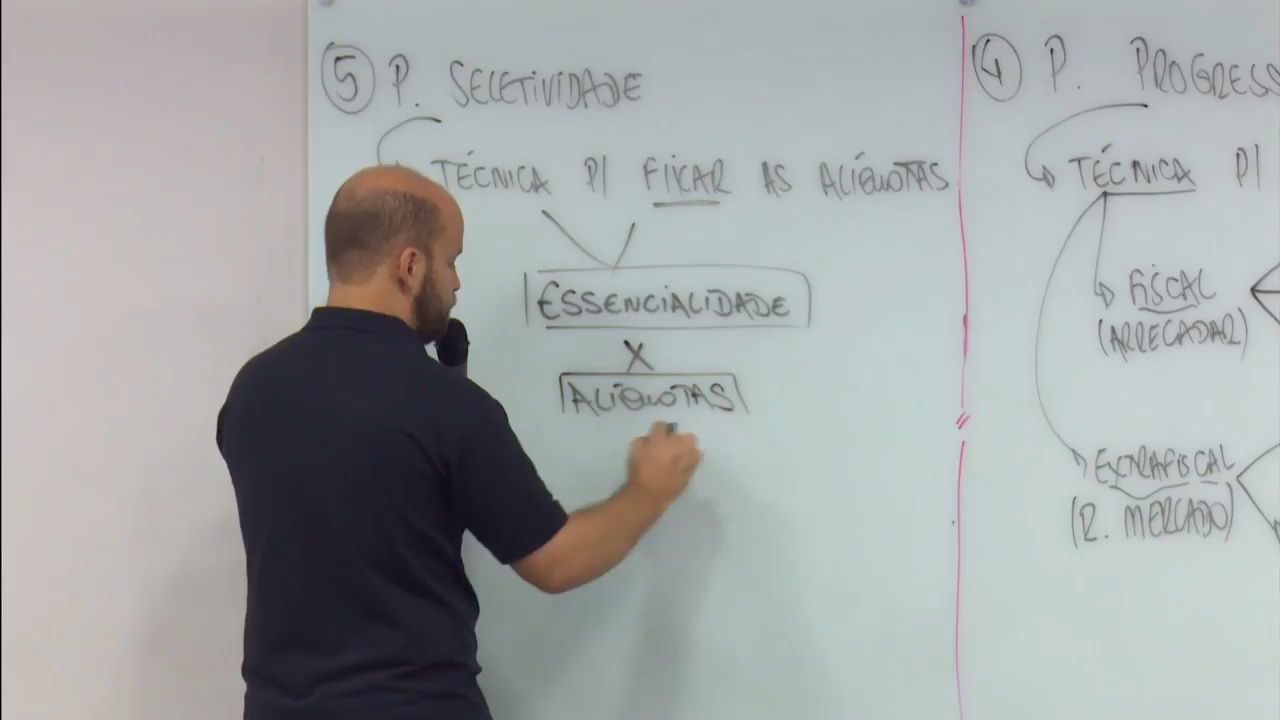 5 P. SELETIVIDADE
TÉCNICA P/ FIXAR AS ALÍQUOTAS
ESSENCIALIDADE
X
ALÍQUOTAS
4 P. PROGRESS
TÉCNICA P/
FISCAL
(ARRECADAR)
EXTRAFISCAL
(R. MERCADO)